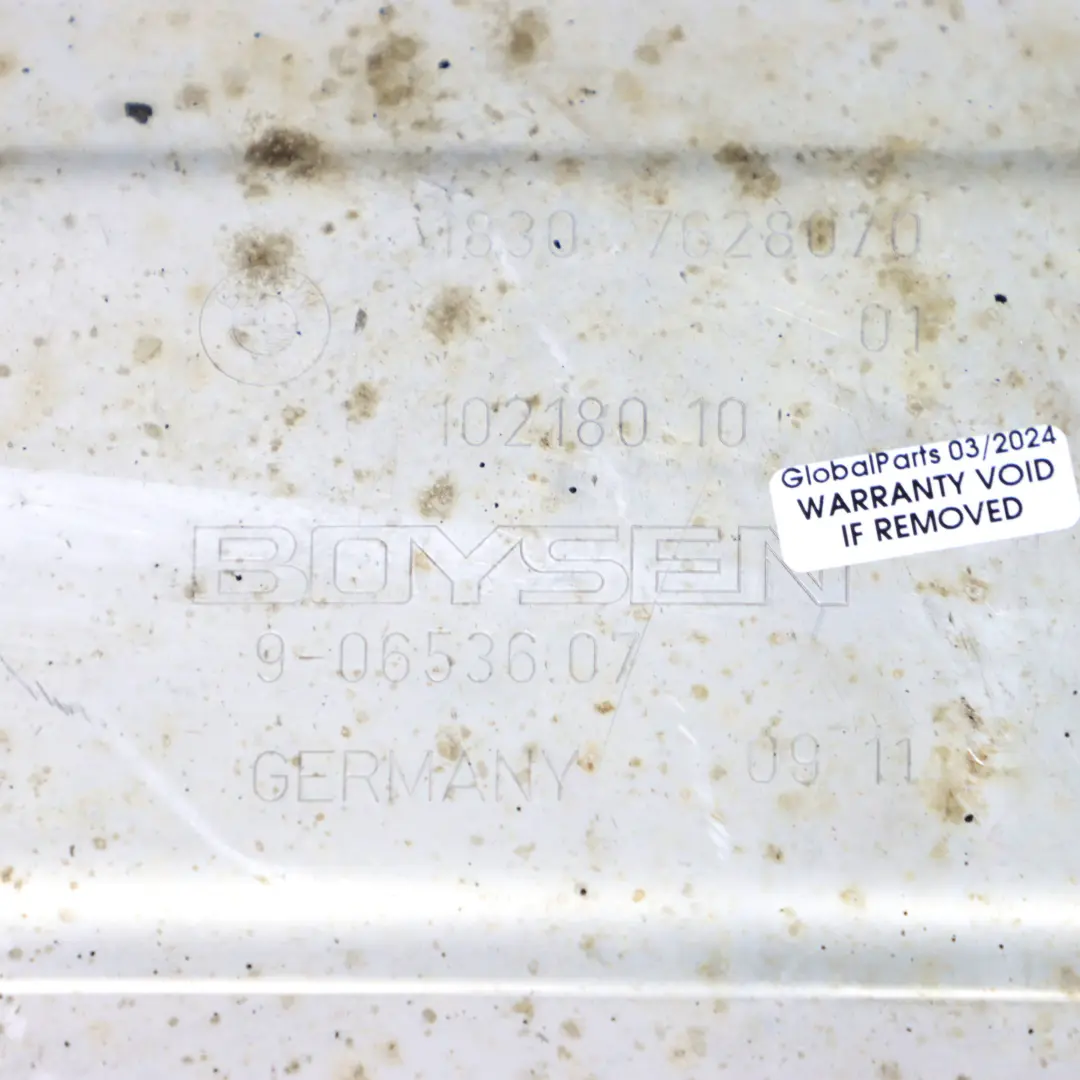 1830 7628070
01
102180 10
BOYSEN
9-06536.07
GERMANY 09 11
GlobalParts 03/2024
WARRANTY VOID
IF REMOVED